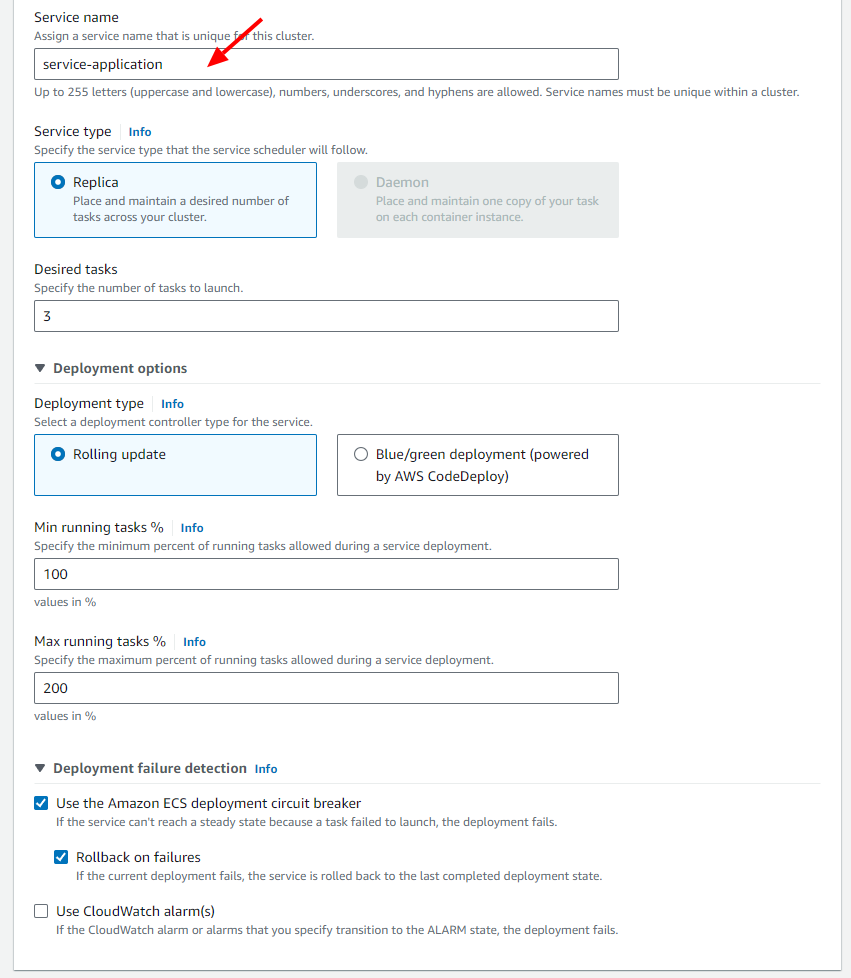 Service name
Assign a service name that is unique for this cluster.
service-application
Up to 255 letters (uppercase and lowercase), numbers, underscores, and hyphens are allowed. Service names must be unique within a cluster.
Service type Info
Specify the service type that the service scheduler will follow.
Replica
Place and maintain a desired number of
tasks across your cluster.
Daemon
Place and maintain one copy of your task
on each container instance.
Desired tasks
Specify the number of tasks to launch.
3
Deployment options
Deployment type Info
Select a deployment controller type for the service.
Rolling update
Blue/green deployment (powered
by AWS CodeDeploy)
Min running tasks % Info
Specify the minimum percent of running tasks allowed during a service deployment.
100
values in %
Max running tasks % Info
Specify the maximum percent of running tasks allowed during a service deployment.
200
values in %
Deployment failure detection Info
Use the Amazon ECS deployment circuit breaker
If the service can't reach a steady state because a task failed to launch, the deployment fails.
Rollback on failures
If the current deployment fails, the service is rolled back to the last completed deployment state.
Use CloudWatch alarm(s)
If the CloudWatch alarm or alarms that you specify transition to the ALARM state, the deployment fails.